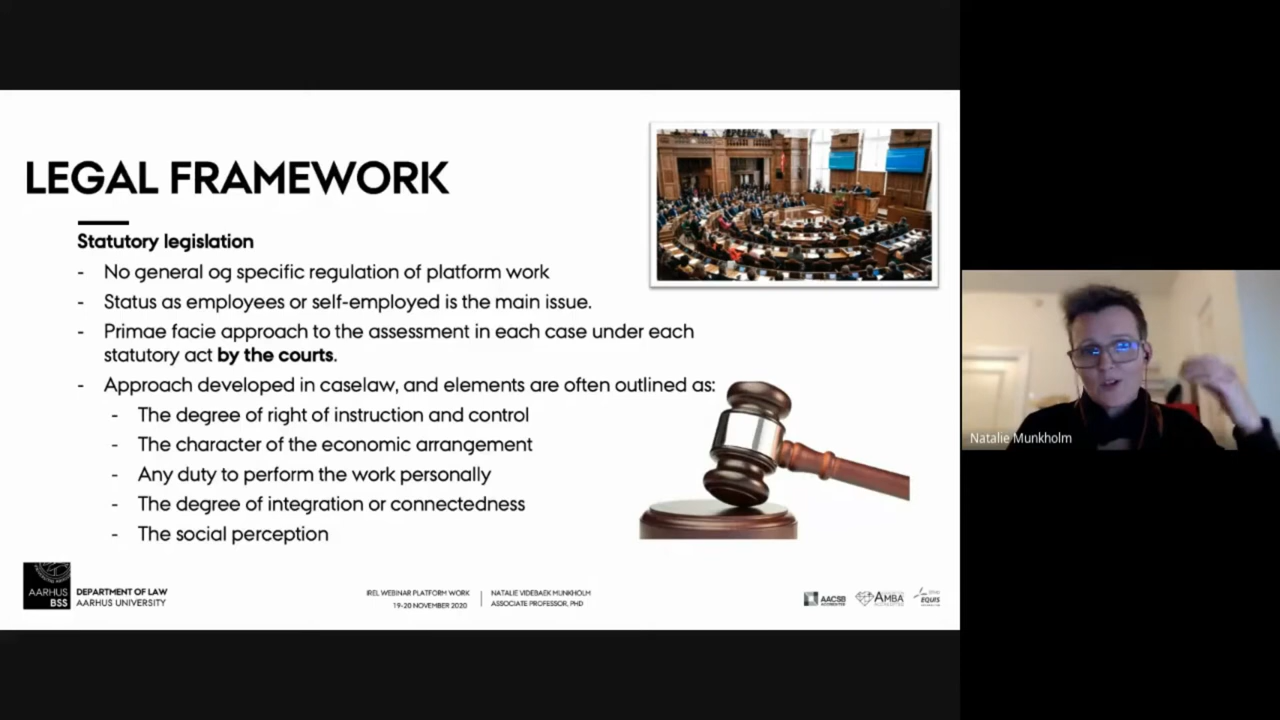 LEGAL FRAMEWORK
Statutory legislation
- No general og specific regulation of platform work
- Status as employees or self-employed is the main issue.
- Primae facie approach to the assessment in each case under each
statutory act by the courts.
- Approach developed in caselaw, and elements are often outlined as:
- The degree of right of instruction and control
- The character of the economic arrangement
- Any duty to perform the work personally
- The degree of integration or connectedness
- The social perception
AARHUS
BSS
DEPARTMENT OF LAW
AARHUS UNIVERSITY
IREL WEBINAR PLATFORM WORK
19-20 NOVEMBER 2020
NATALIE VIDEBAEK MUNKHOLM
ASSOCIATE PROFESSOR, PHD
AACSB
ACCREDITED
AMBA
EQUIS
Natalie Munkholm